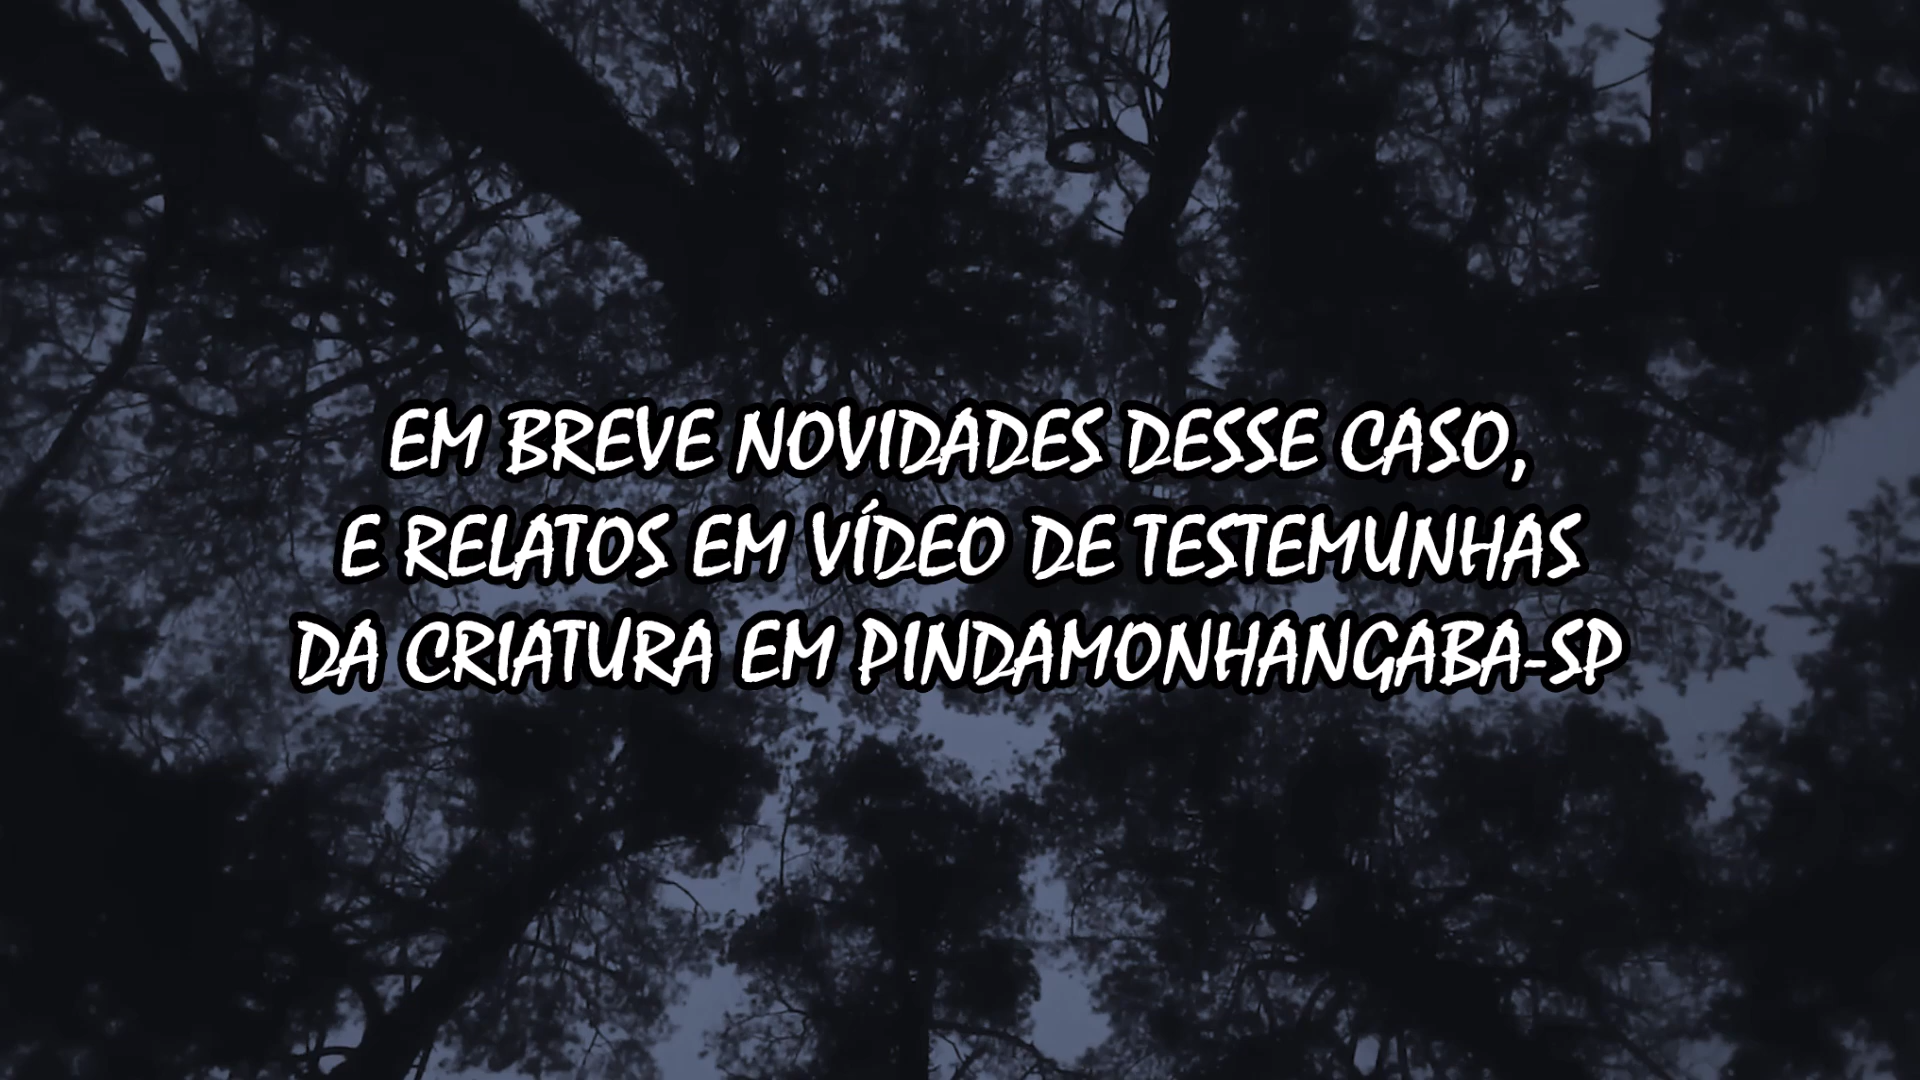 EM BREVE NOVIDADES DESSE CASO,
E RELATOS EM VÍDEO DE TESTEMUNHAS
DA CRIATURA EM PINDAMONHANGABA-SP